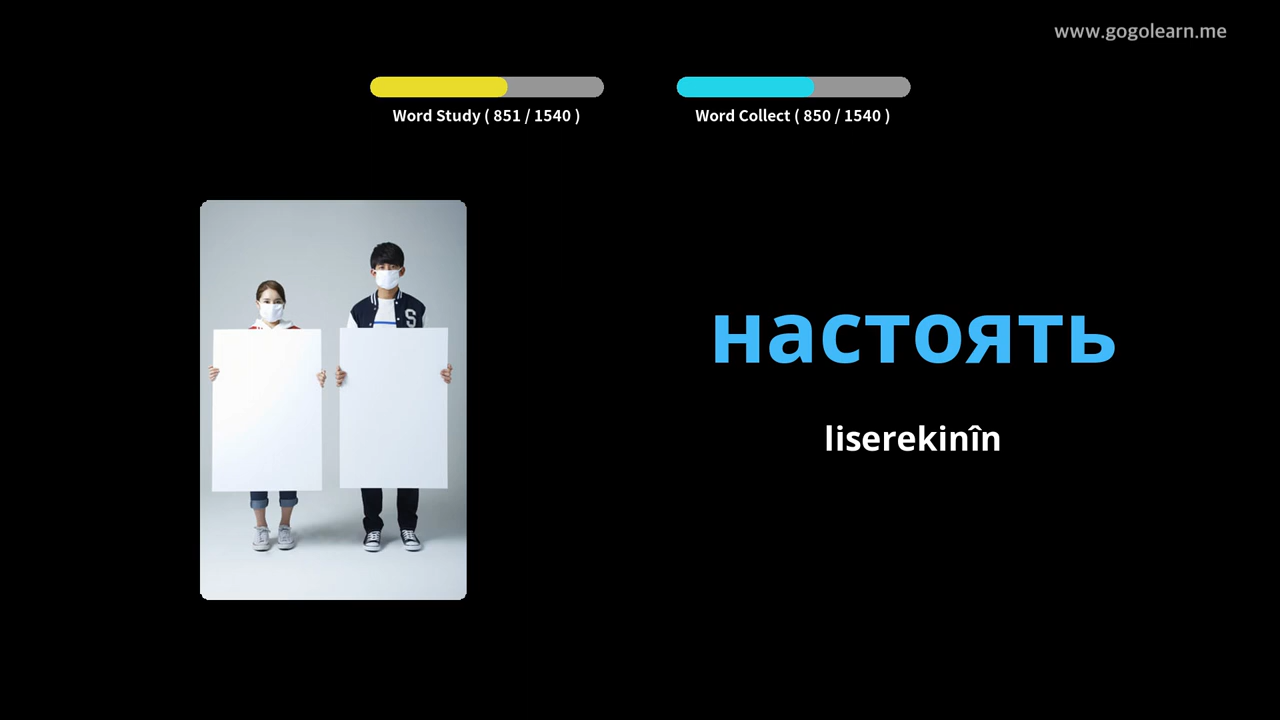 www.gogolearn.me
Word Study ( 851 / 1540 )
Word Collect ( 850 / 1540 )
S
настоять
liserekinîn